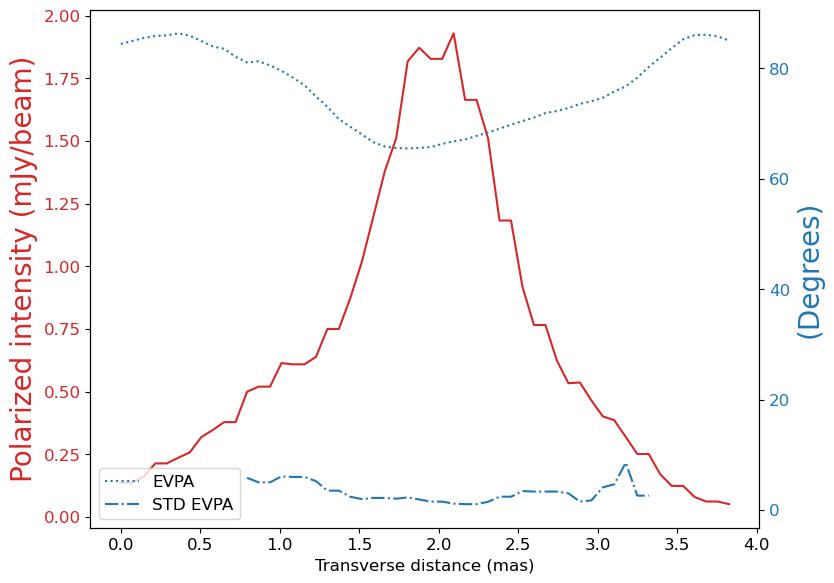 Polarized intensity (mJy/beam)
2.00
1.75
1.50
1.25
1.00
0.75
0.50
0.25
0.00
EVPA
STD EVPA
0.0 0.5 1.0 1.5 2.0 2.5 3.0 3.5 4.0
Transverse distance (mas)
80
60
40
20
0
(Degrees)